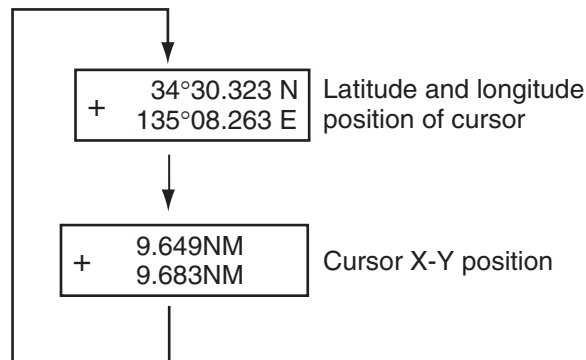 34°30.323 N
+ 135°08.263 E
Latitude and longitude
position of cursor
+ 9.649NM
9.683NM
Cursor X-Y position